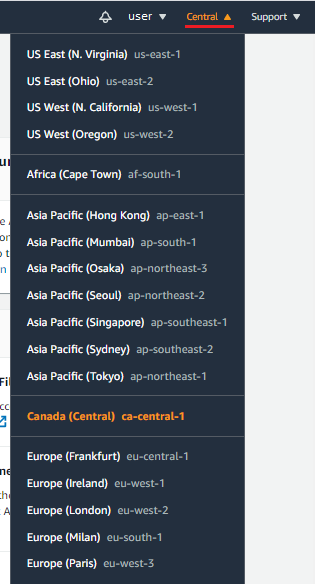 user Central Support
US East (N. Virginia) us-east-1
US East (Ohio) us-east-2
US West (N. California) us-west-1
US West (Oregon) us-west-2
Africa (Cape Town) af-south-1
Asia Pacific (Hong Kong) ap-east-1
Asia Pacific (Mumbai) ap-south-1
Asia Pacific (Osaka) ap-northeast-3
Asia Pacific (Seoul) ap-northeast-2
Asia Pacific (Singapore) ap-southeast-1
Asia Pacific (Sydney) ap-southeast-2
Asia Pacific (Tokyo) ap-northeast-1
Canada (Central) ca-central-1
Europe (Frankfurt) eu-central-1
Europe (Ireland) eu-west-1
Europe (London) eu-west-2
Europe (Milan) eu-south-1
Europe (Paris) eu-west-3